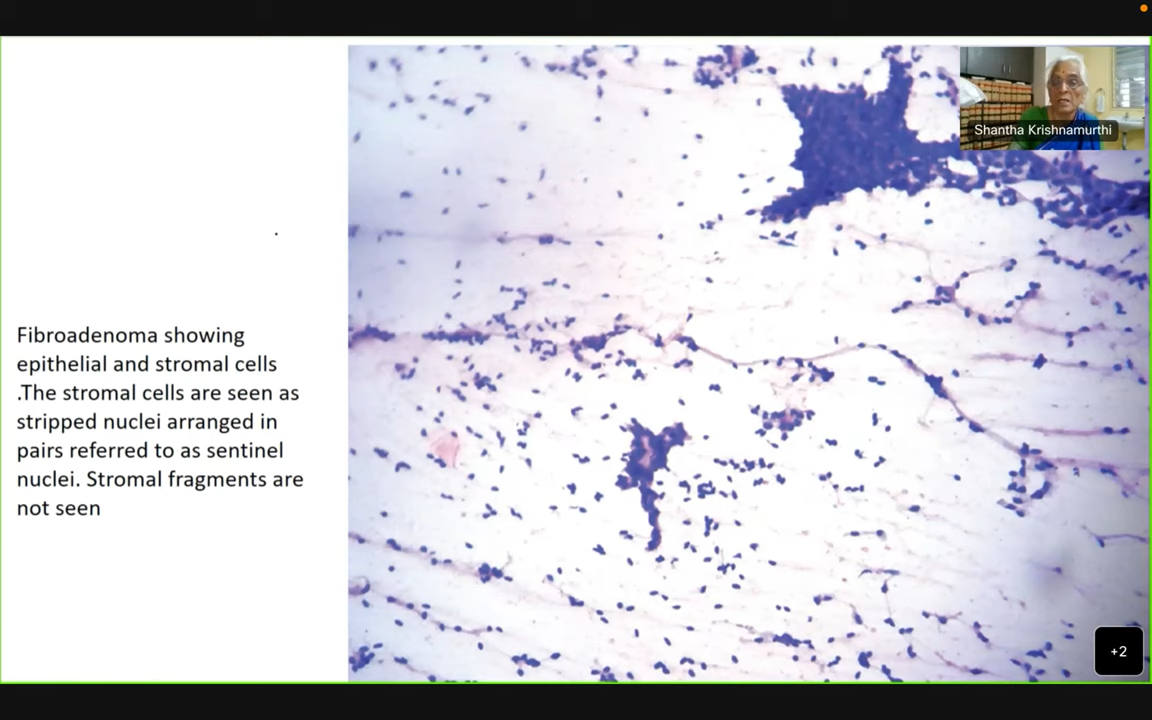 Shantha Krishnamurthi
Fibroadenoma showing
epithelial and stromal cells
.The stromal cells are seen as
stripped nuclei arranged in
pairs referred to as sentinel
nuclei. Stromal fragments are
not seen
+2